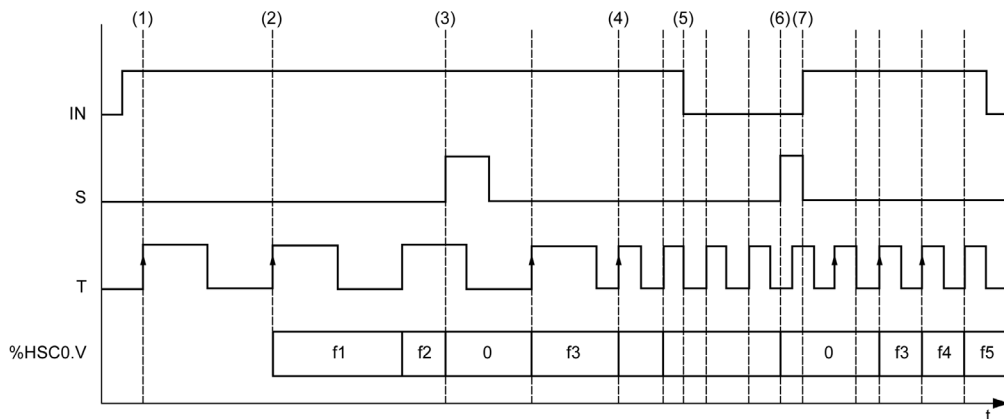 (1) (2) (3) (4) (5) (6) (7)
IN
S
T
%HSC0.V f1 f2 0 f3 0 f3 f4 f5
t